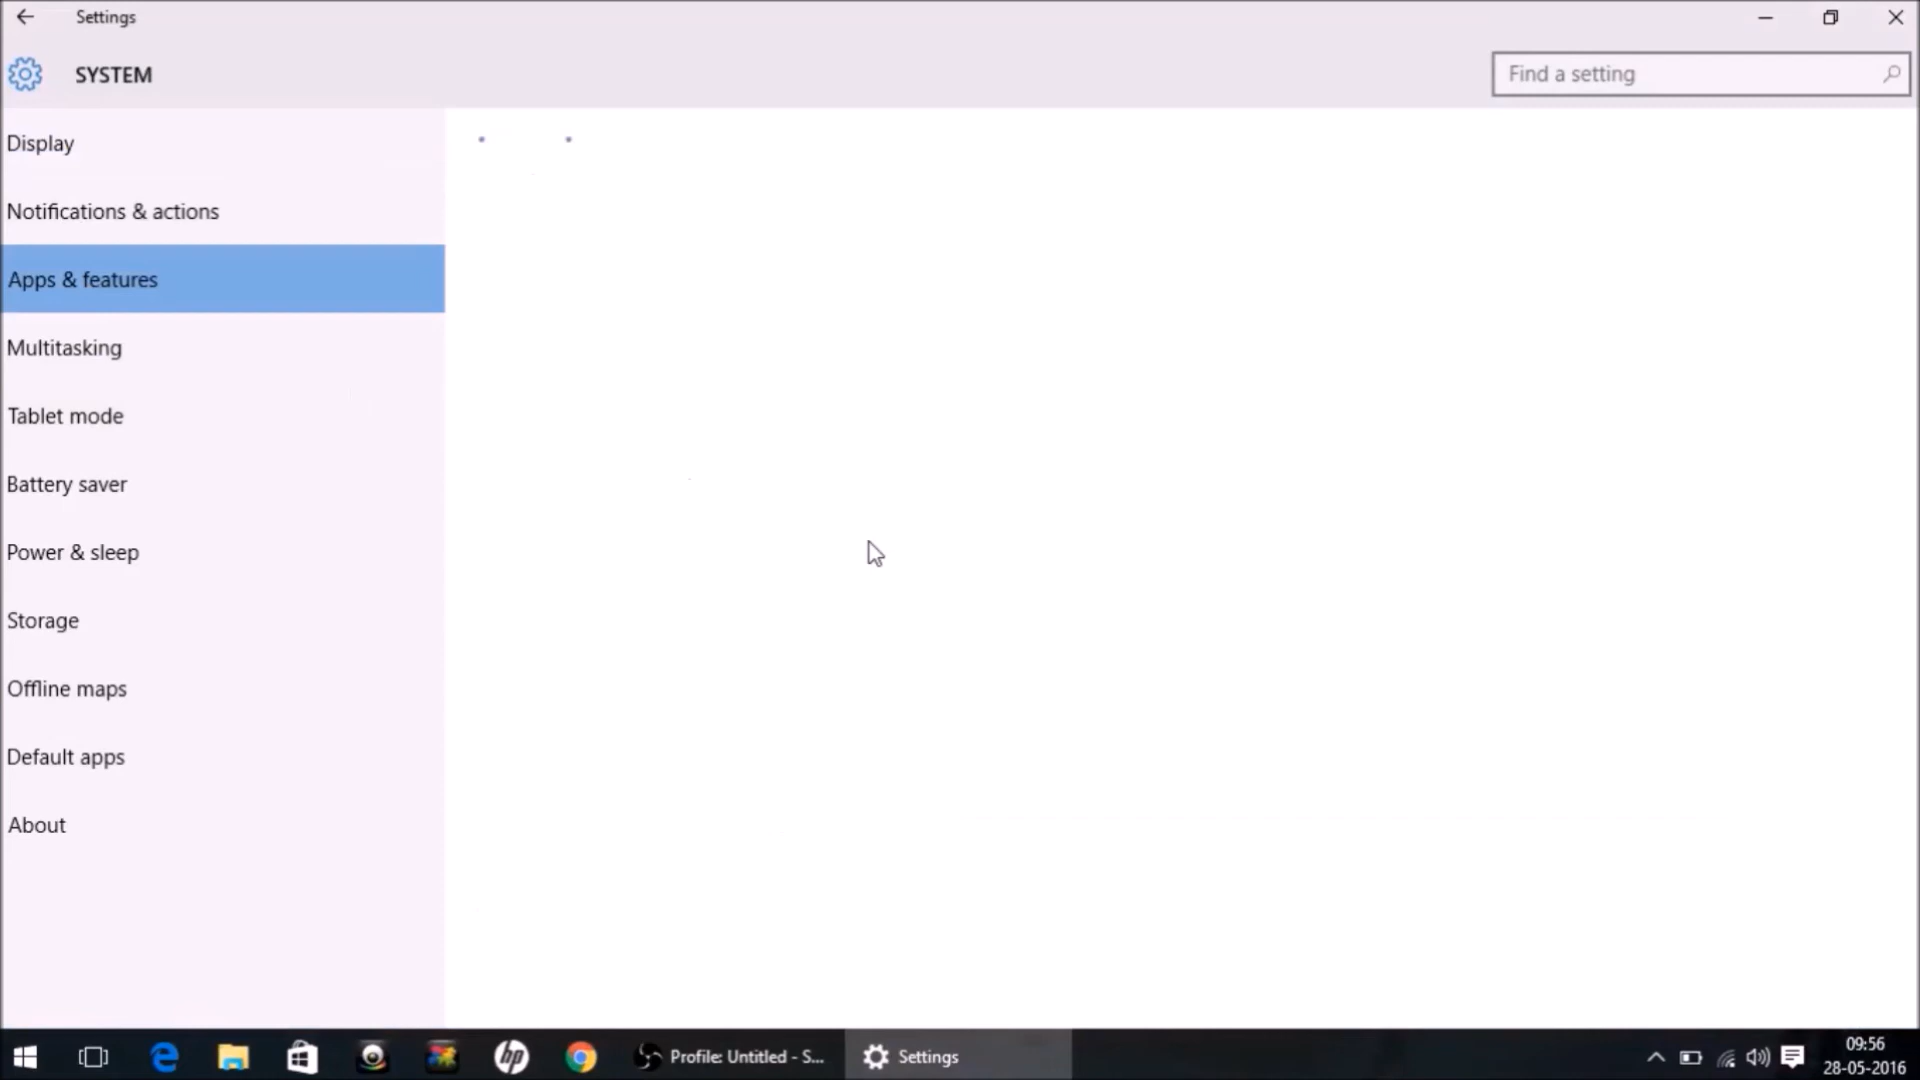 Settings
SYSTEM
Find a setting
Display
Notifications & actions
Apps & features
Multitasking
Tablet mode
Battery saver
Power & sleep
Storage
Offline maps
Default apps
About
hp
Profile: Untitled - S...
Settings
09:56
28-05-2016